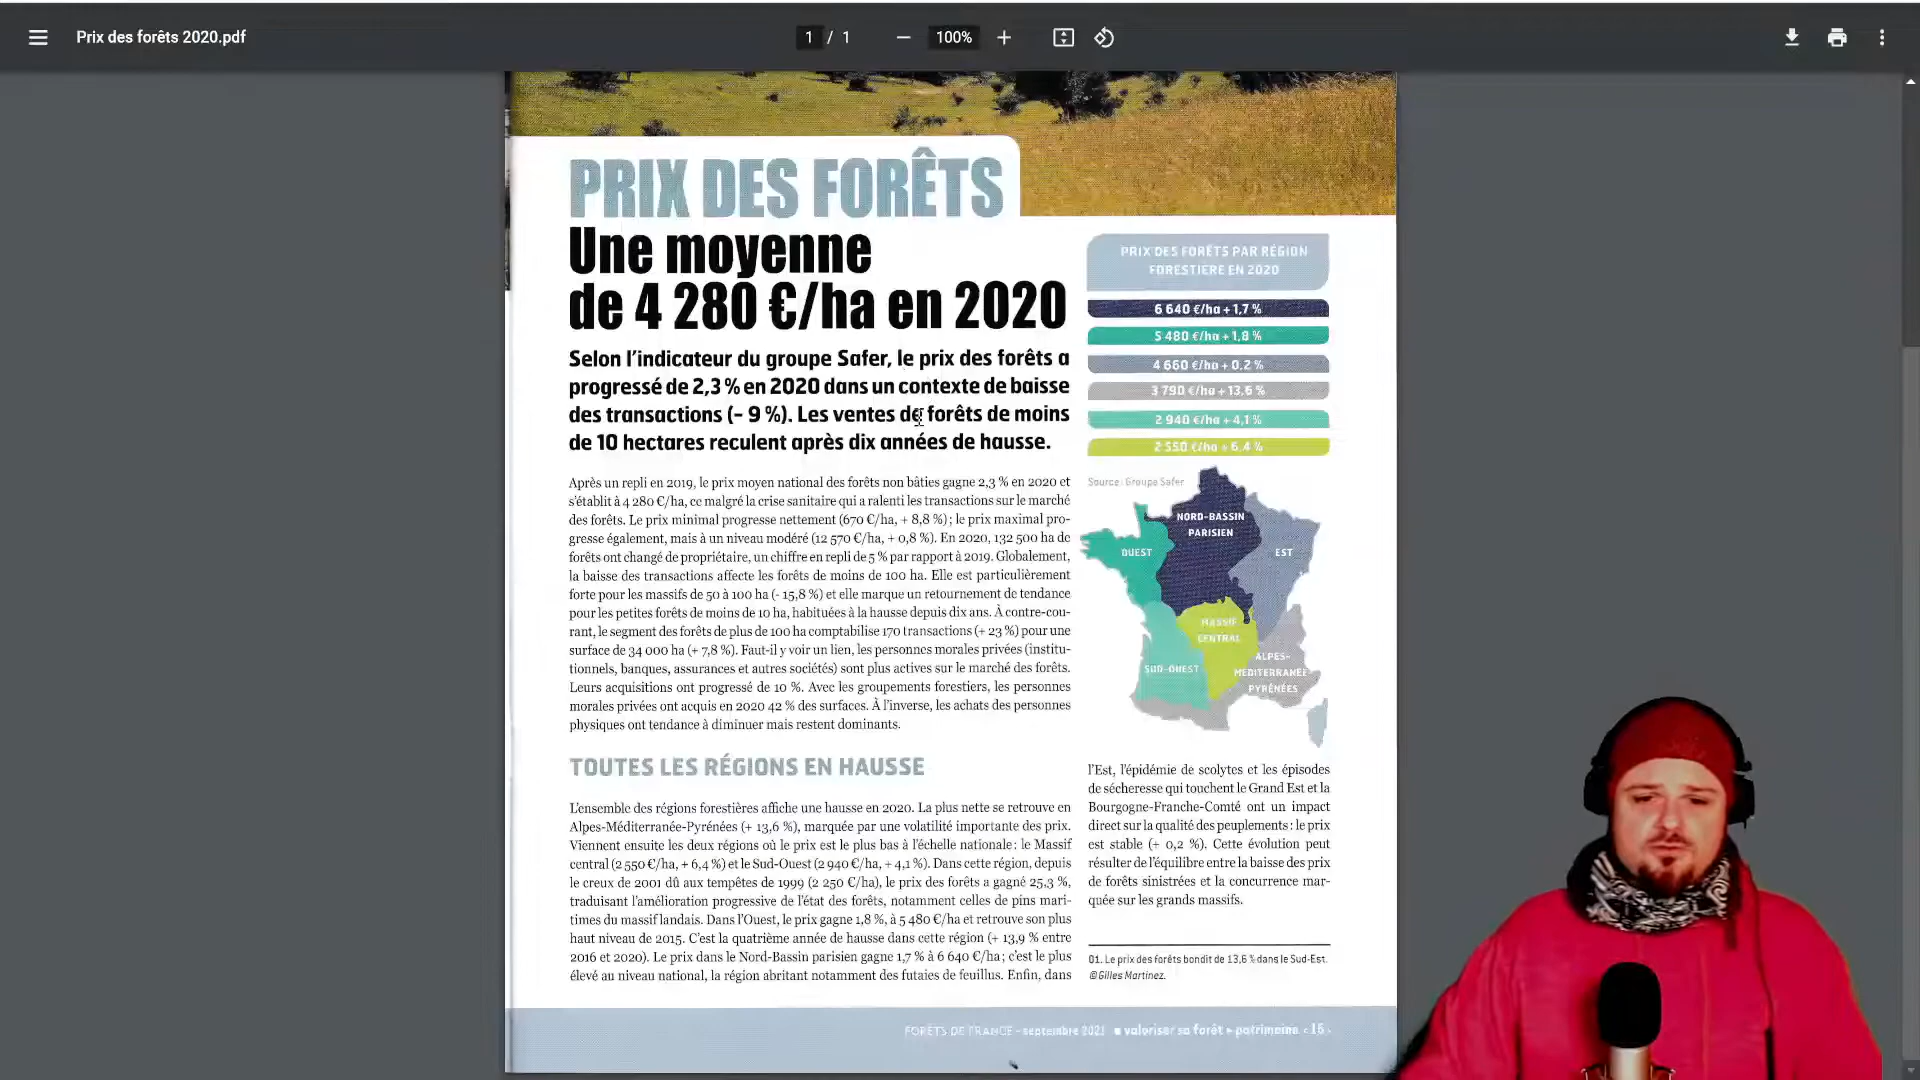 Prix des forêts 2020.pdf
1 / 1
100%
PRIX DES FORÊTS
Une moyenne
de 4 280 €/ha en 2020
Selon l'indicateur du groupe Safer, le prix des forêts a
progressé de 2,3 % en 2020 dans un contexte de baisse
des transactions (- 9 %). Les ventes de forêts de moins
de 10 hectares reculent après dix années de hausse.
Après un repli en 2019, le prix moyen national des forêts non bâties gagne 2,3 % en 2020 et
s'établit à 4 280 €/ha, ce malgré la crise sanitaire qui a ralenti les transactions sur le marché
des forêts. Le prix minimal progresse nettement (670 €/ha, + 8,8 %) ; le prix maximal pro-
gresse également, mais à un niveau modéré (12 570 €/ha, + 0,8 %). En 2020, 132 500 ha de
forêts ont changé de propriétaire, un chiffre en repli de 5 % par rapport à 2019. Globalement,
la baisse des transactions affecte les forêts de moins de 100 ha. Elle est particulièrement
forte pour les massifs de 50 à 100 ha (- 15,8 %) et elle marque un retournement de tendance
pour les petites forêts de moins de 10 ha, habituées à la hausse depuis dix ans. À contre-cou-
rant, le segment des forêts de plus de 100 ha comptabilise 170 transactions (+ 23 %) pour une
surface de 34 000 ha (+ 7,8 %). Faut-il y voir un lien, les personnes morales privées (institu-
tionnels, banques, assurances et autres sociétés) sont plus actives sur le marché des forêts.
Leurs acquisitions ont progressé de 10 %. Avec les groupements forestiers, les personnes
morales privées ont acquis en 2020 42 % des surfaces. À l'inverse, les achats des personnes
physiques ont tendance à diminuer mais restent dominants.
TOUTES LES RÉGIONS EN HAUSSE
L'ensemble des régions forestières affiche une hausse en 2020. La plus nette se retrouve en
Alpes-Méditerranée-Pyrénées (+ 13,6 %), marquée par une volatilité importante des prix.
Viennent ensuite les deux régions où le prix est le plus bas à l'échelle nationale : le Massif
central (2 550 €/ha, + 6,4 %) et le Sud-Ouest (2 940 €/ha, + 4,1 %). Dans cette région, depuis
le creux de 2001 dû aux tempêtes de 1999 (2 250 €/ha), le prix des forêts a gagné 25,3 %,
traduisant l'amélioration progressive de l'état des forêts, notamment celles de pins mari-
times du massif landais. Dans l'Ouest, le prix gagne 1,8 %, à 5 480 €/ha et retrouve son plus
haut niveau de 2015. C'est la quatrième année de hausse dans cette région (+ 13,9 % entre
2016 et 2020). Le prix dans le Nord-Bassin parisien gagne 1,7 % à 6 640 €/ha ; c'est le plus
élevé au niveau national, la région abritant notamment des futaies de feuillus. Enfin, dans
PRIX DES FORÊTS PAR RÉGION
FORESTIÈRE EN 2020
6 640 €/ha + 1,7 %
5 480 €/ha + 1,8 %
4 660 €/ha + 0,2 %
3 790 €/ha + 13,6 %
2 940 €/ha + 4,1 %
2 550 €/ha + 6,4 %
Source : Groupe Safer
NORD-BASSIN
PARISIEN
OUEST
EST
MASSIF
CENTRAL
SUD-OUEST
ALPES-
MÉDITERRANÉE
PYRÉNÉES
l'Est, l'épidémie de scolytes et les épisodes
de sécheresse qui touchent le Grand Est et la
Bourgogne-Franche-Comté ont un impact
direct sur la qualité des peuplements : le prix
est stable (+ 0,2 %). Cette évolution peut
résulter de l'équilibre entre la baisse des prix
de forêts sinistrées et la concurrence mar-
quée sur les grands massifs.
01. Le prix des forêts bondit de 13,6 % dans le Sud-Est.
©Gilles Martinez.
FORÊTS DE FRANCE - septembre 2021 ■ valoriser sa forêt ▸ patrimoine ‹ 15 ›